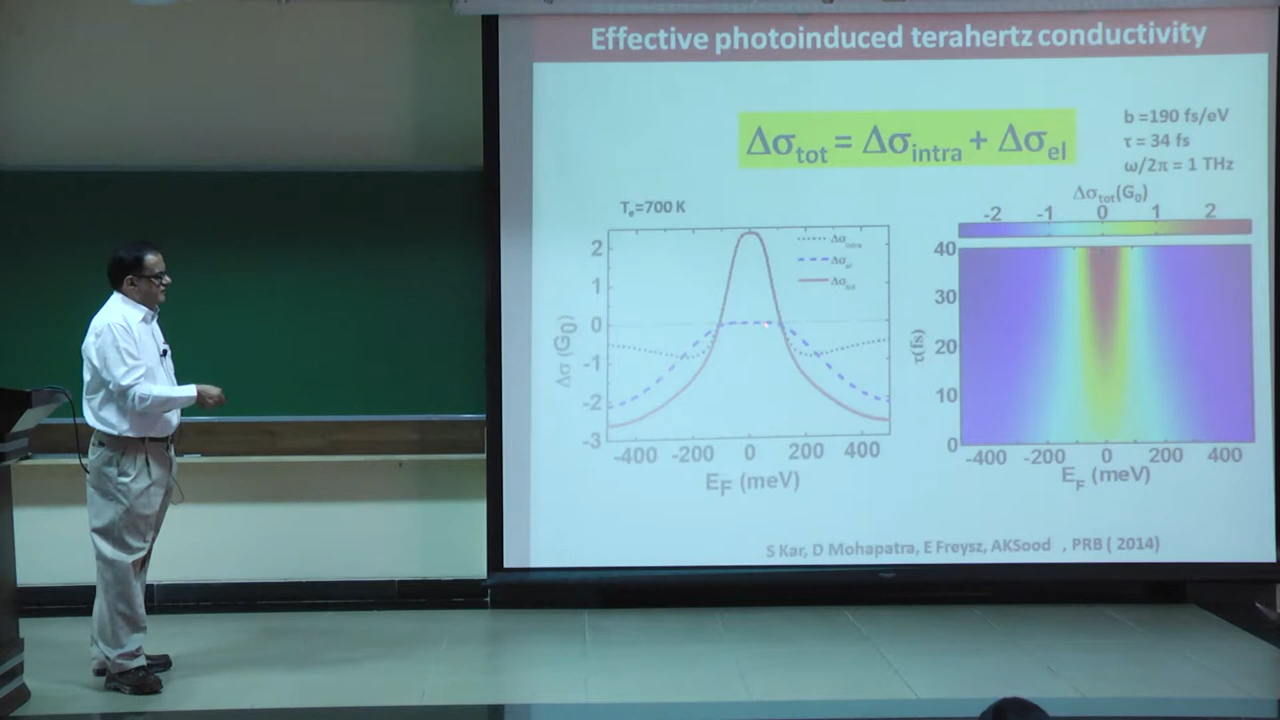 Effective photoinduced terahertz conductivity
Δσtot = Δσintra + Δσel
b =190 fs/eV
τ = 34 fs
ω/2π = 1 THz
Te=700 K
Δσintra
Δσel
Δσtot
2
1
0
-1
-2
-3
Δσ (G0)
-400 -200 0 200 400
EF (meV)
Δσtot(G0)
-2 -1 0 1 2
40
30
20
10
0
τ(fs)
-400 -200 0 200 400
EF (meV)
S Kar, D Mohapatra, E Freysz, AKSood , PRB ( 2014)